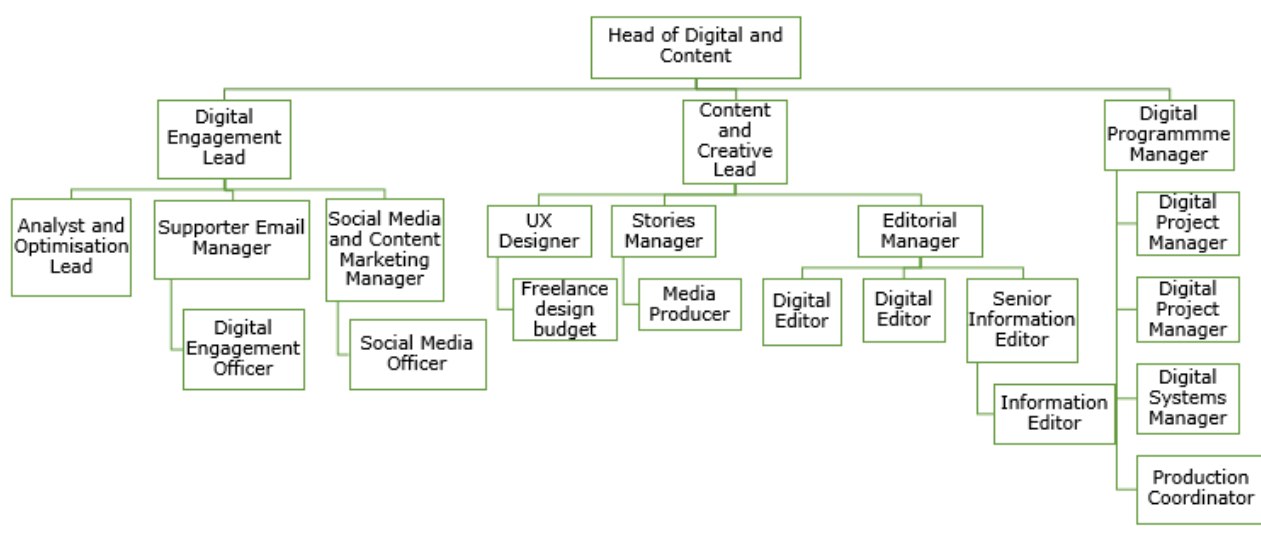 Head of Digital and
Content
Digital
Engagement
Lead
Content
and
Creative
Lead
Digital
Programmme
Manager
Analyst and
Optimisation
Lead
Supporter Email
Manager
Social Media
and Content
Marketing
Manager
Digital
Engagement
Officer
Social Media
Officer
UX
Designer
Stories
Manager
Editorial
Manager
Freelance
design
budget
Media
Producer
Digital
Editor
Digital
Editor
Senior
Information
Editor
Information
Editor
Digital
Project
Manager
Digital
Project
Manager
Digital
Systems
Manager
Production
Coordinator